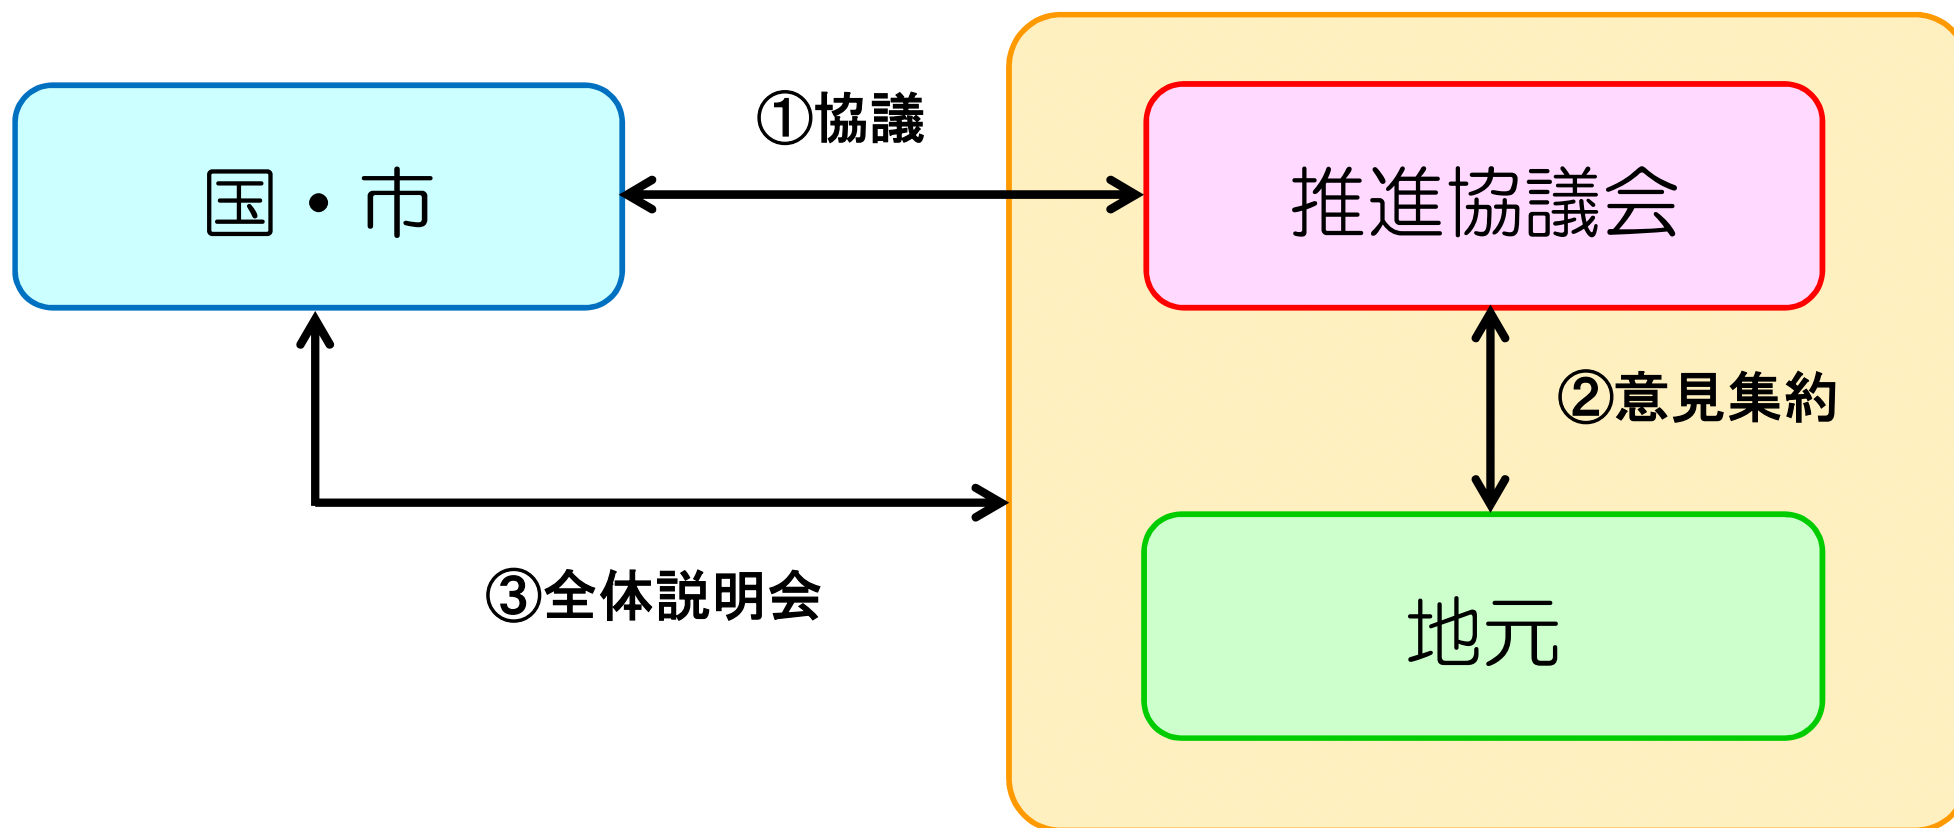 国・市
①協議
推進協議会
②意見集約
③全体説明会
地元